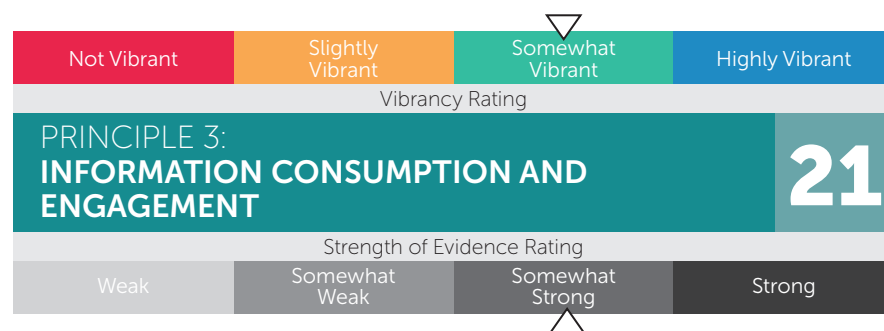 Not Vibrant
Slightly
Vibrant
Somewhat
Vibrant
Highly Vibrant
Vibrancy Rating
PRINCIPLE 3:
INFORMATION CONSUMPTION AND
ENGAGEMENT
21
Strength of Evidence Rating
Weak
Somewhat
Weak
Somewhat
Strong
Strong